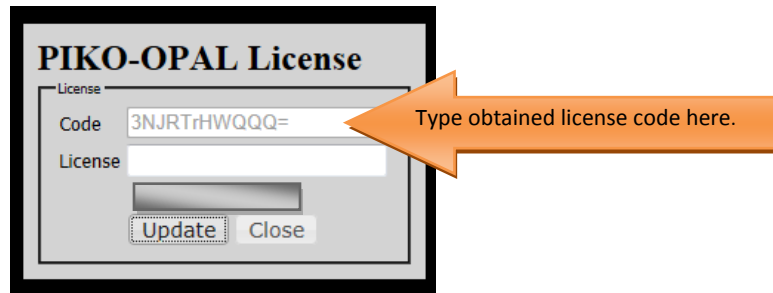 PIKO-OPAL License
License
Code 3NJRTrHWQQQ=
Type obtained license code here.
License
Update Close